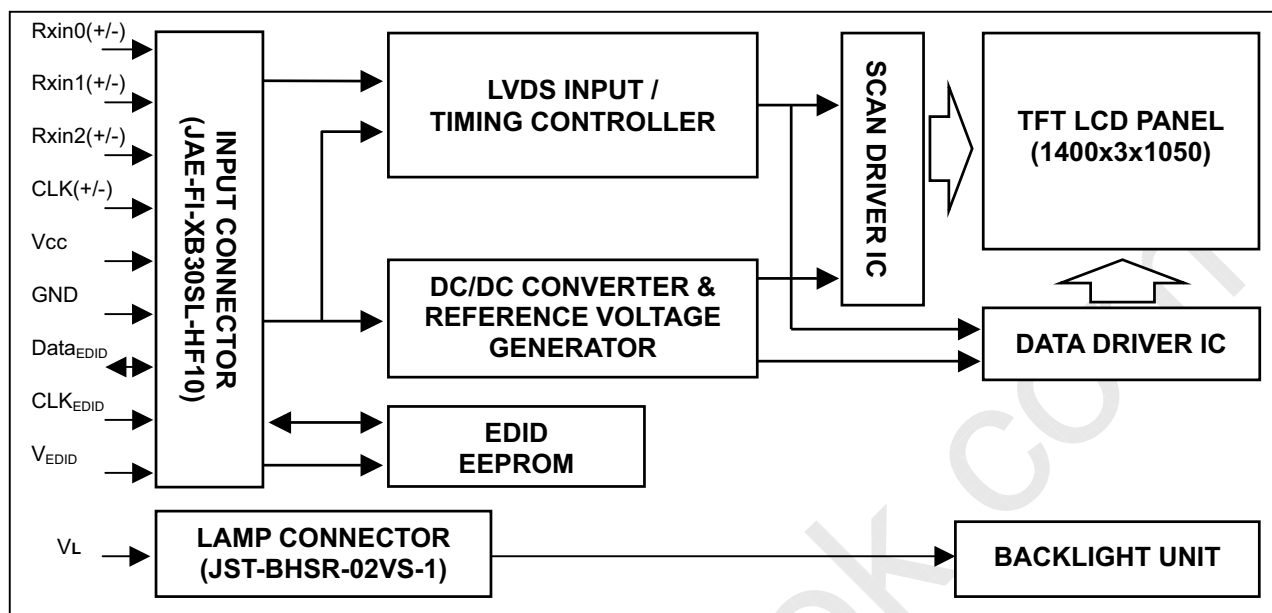 Rxin0(+/-)
Rxin1(+/-)
Rxin2(+/-)
CLK(+/-)
Vcc
GND
DataEDID
CLKEDID
VEDID
VL
INPUT CONNECTOR
(JAE-FI-XB30SL-HF10)
LVDS INPUT /
TIMING CONTROLLER
DC/DC CONVERTER &
REFERENCE VOLTAGE
GENERATOR
EDID
EEPROM
SCAN DRIVER IC
TFT LCD PANEL
(1400x3x1050)
DATA DRIVER IC
LAMP CONNECTOR
(JST-BHSR-02VS-1)
BACKLIGHT UNIT